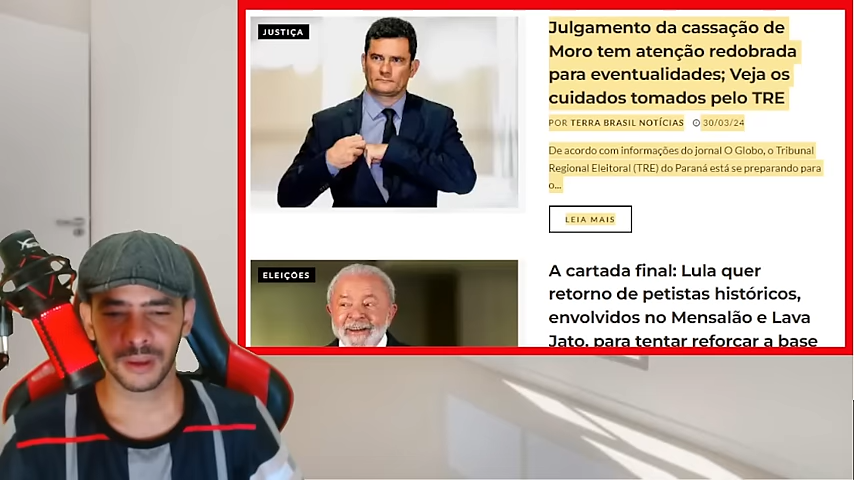 JUSTIÇA
Julgamento da cassação de
Moro tem atenção redobrada
para eventualidades; Veja os
cuidados tomados pelo TRE
POR TERRA BRASIL NOTÍCIAS 30/03/24
De acordo com informações do jornal O Globo, o Tribunal
Regional Eleitoral (TRE) do Paraná está se preparando para
o...
LEIA MAIS
ELEIÇÕES
A cartada final: Lula quer
retorno de petistas históricos,
envolvidos no Mensalão e Lava
Jato, para tentar reforçar a base